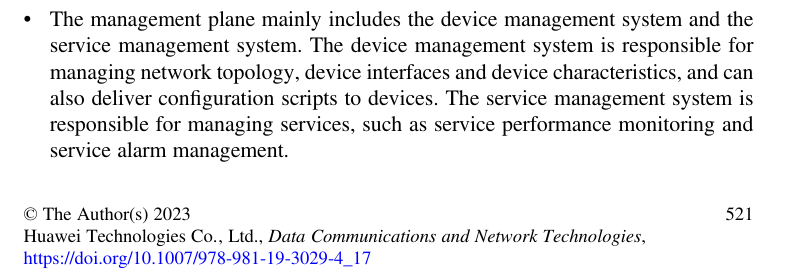 • The management plane mainly includes the device management system and the
service management system. The device management system is responsible for
managing network topology, device interfaces and device characteristics, and can
also deliver configuration scripts to devices. The service management system is
responsible for managing services, such as service performance monitoring and
service alarm management.
© The Author(s) 2023 521
Huawei Technologies Co., Ltd., Data Communications and Network Technologies,
https://doi.org/10.1007/978-981-19-3029-4_17